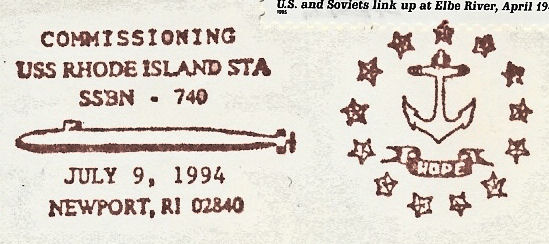 U.S. and Soviets link up at Elbe River, April 19
COMMISSIONING
USS RHODE ISLAND STA
SSBN - 740
JULY 9, 1994
NEWPORT, RI 02840
HOPE